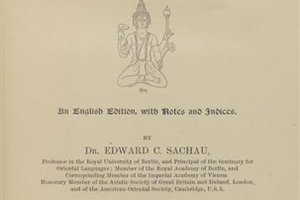 An English Edition, with Notes and Indices.
BY
DR. EDWARD C. SACHAU,
Professor in the Royal University of Berlin, and Principal of the Seminary for
Oriental Languages; Member of the Royal Academy of Berlin, and
Corresponding Member of the Imperial Academy of Vienna
Honorary Member of the Asiatic Society of Great Britain and Ireland, London,
and of the American Oriental Society, Cambridge, U.S.A.